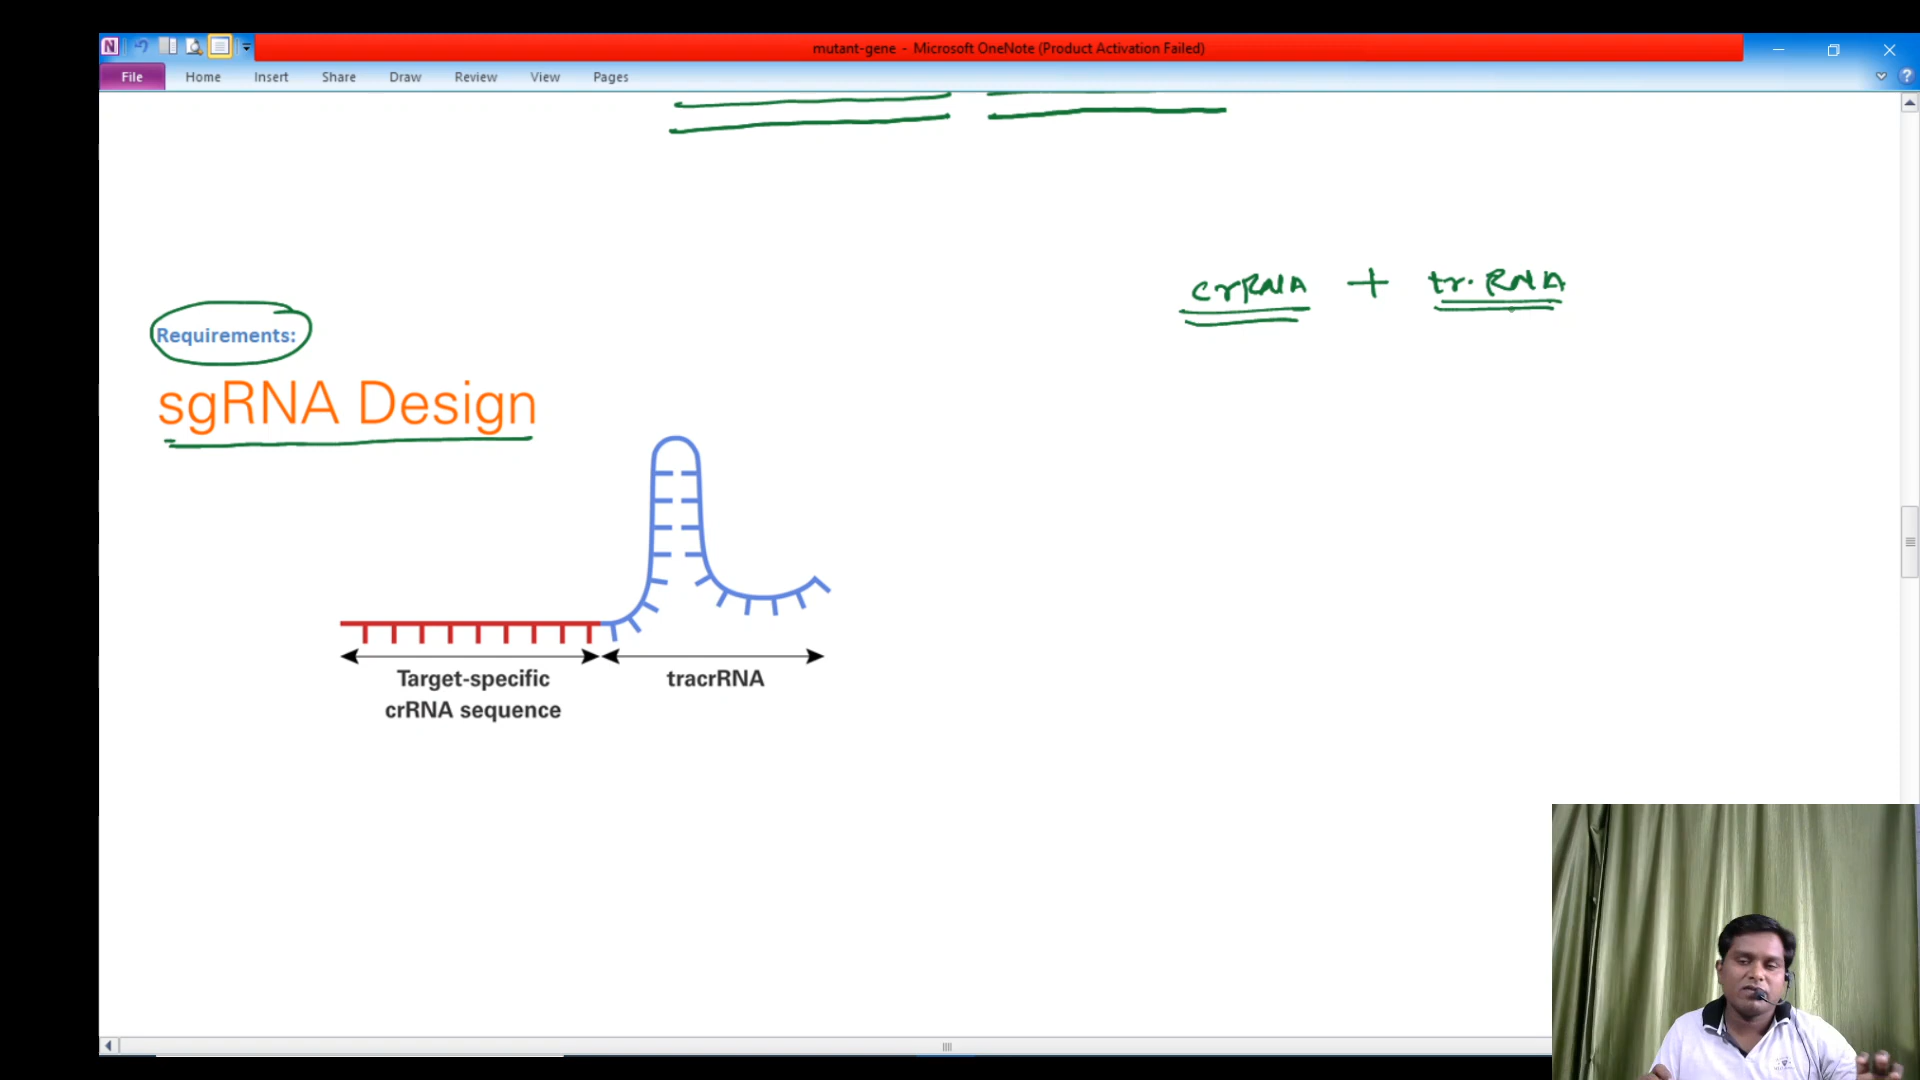 mutant-gene - Microsoft OneNote (Product Activation Failed)
File Home Insert Share Draw Review View Pages
crRNA + tr.RNA
Requirements:
sgRNA Design
Target-specific
crRNA sequence
tracrRNA